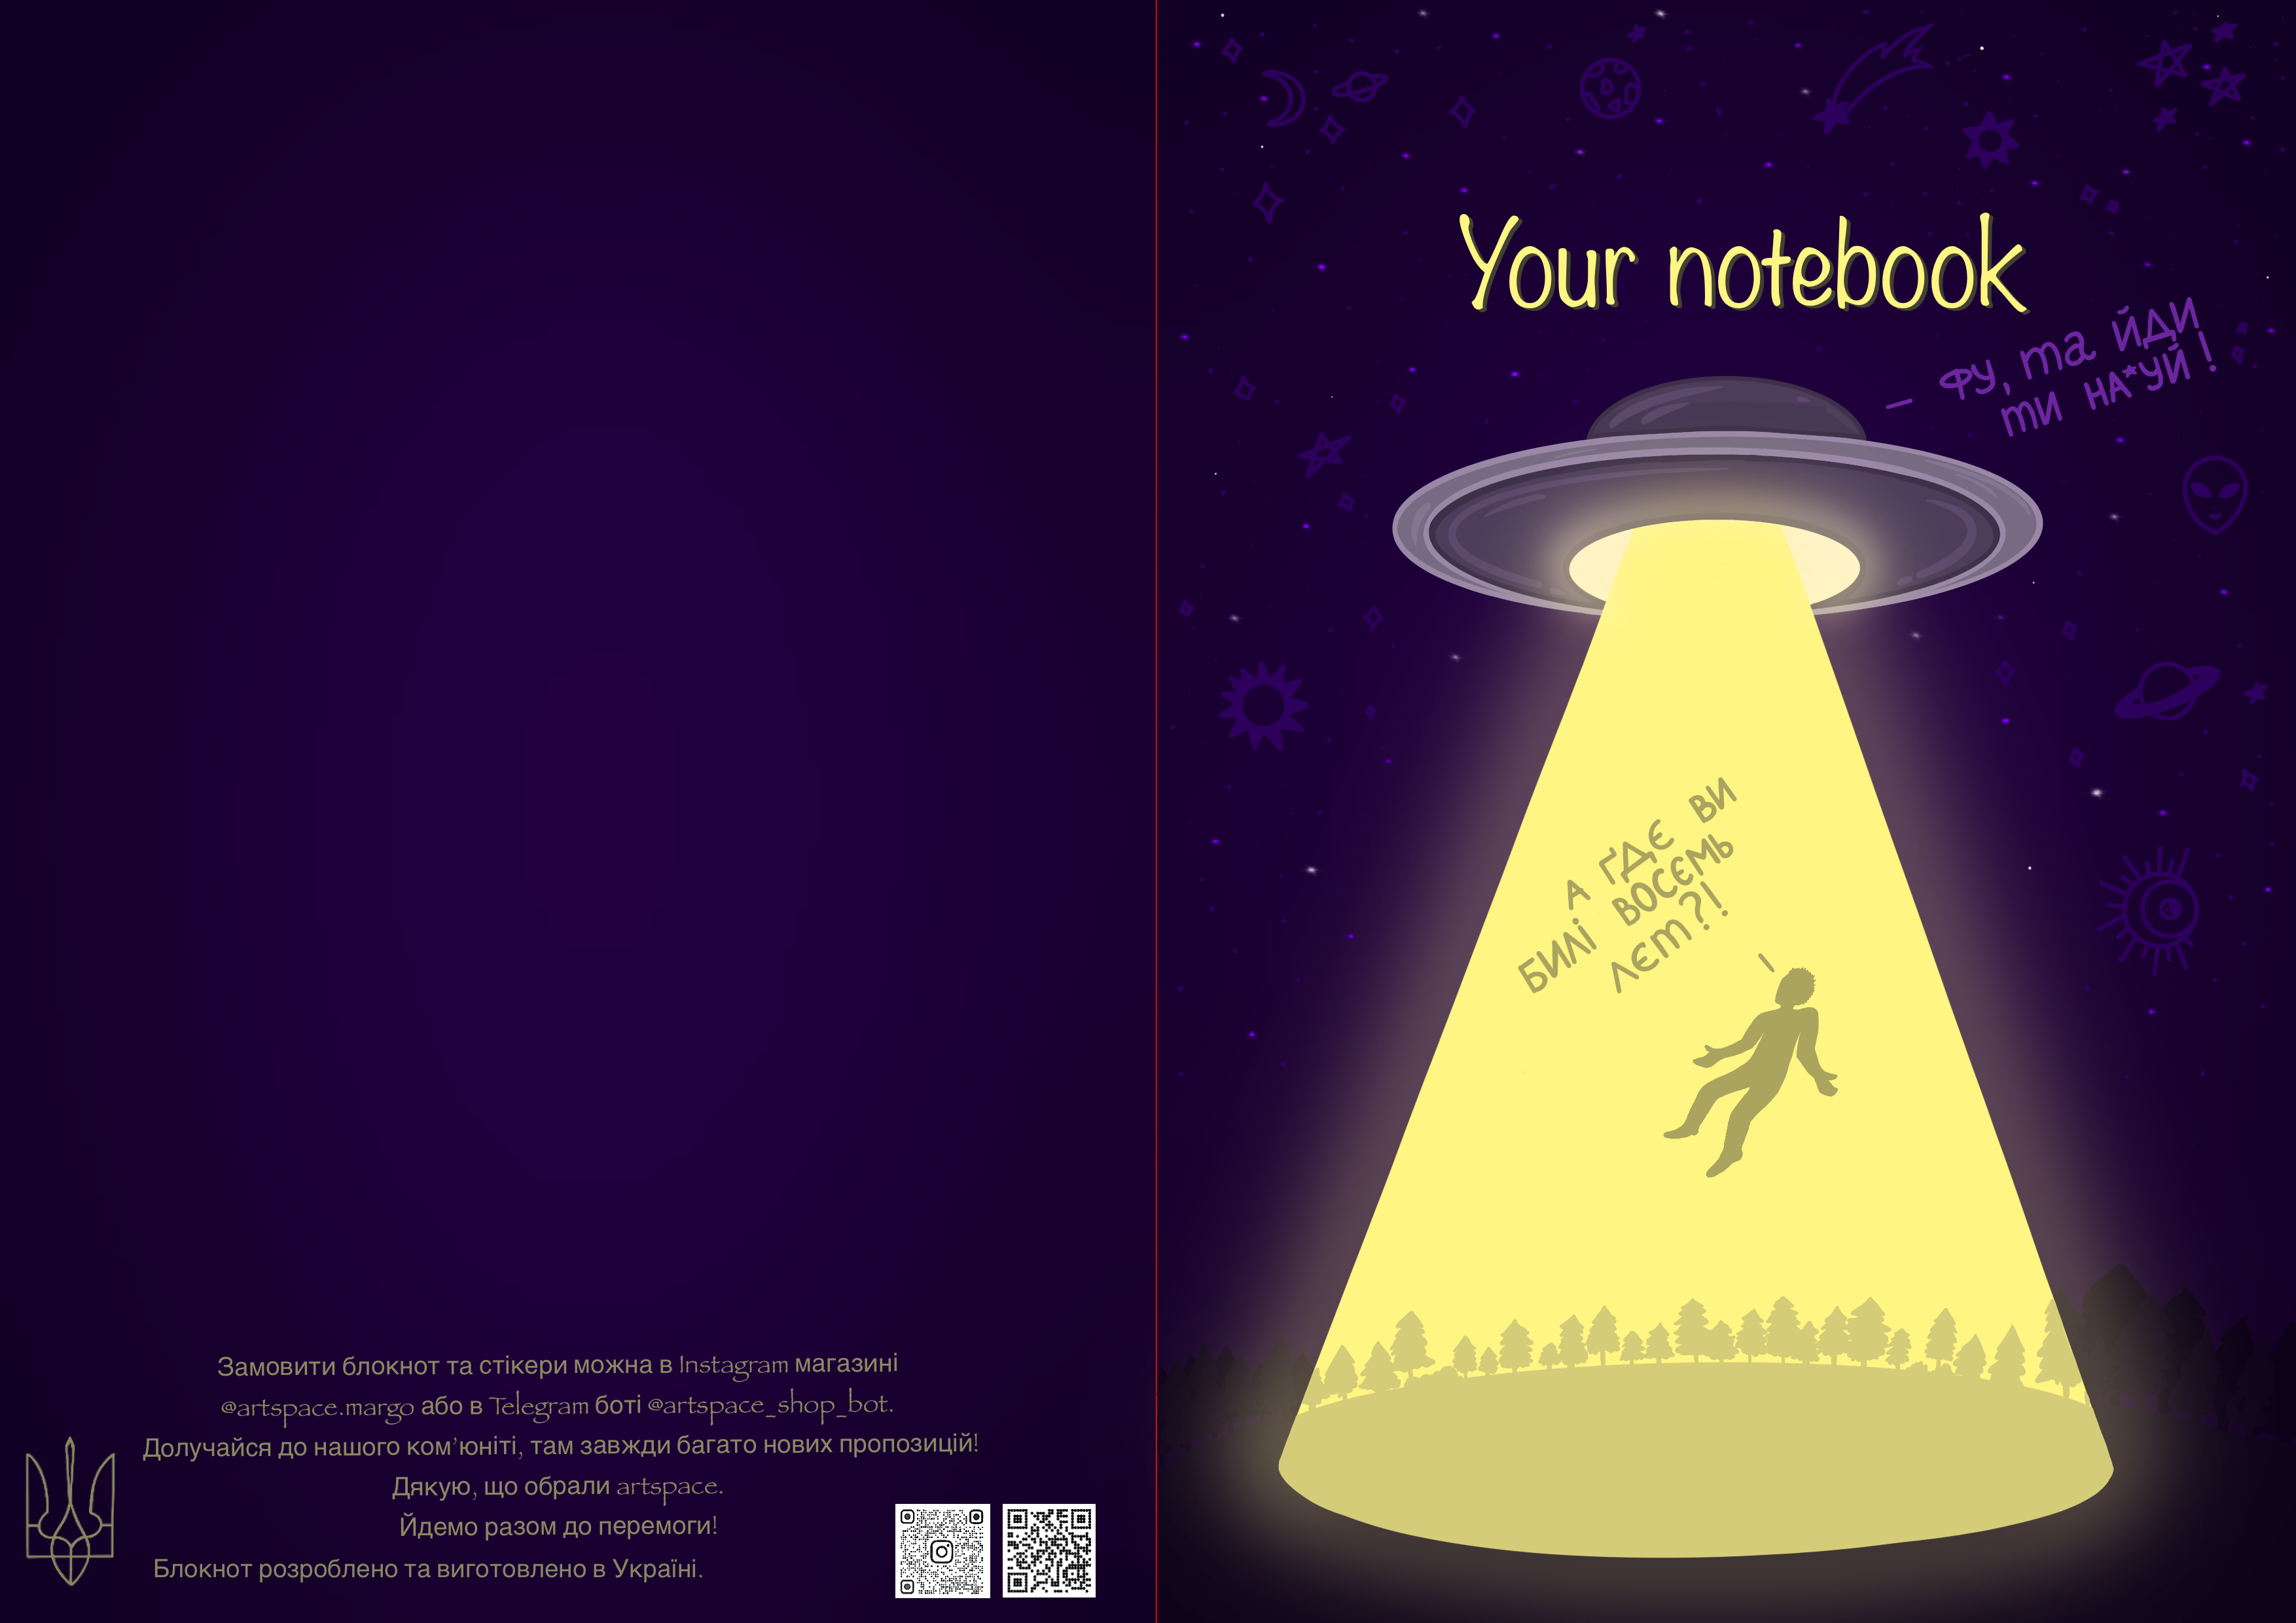 Your notebook
– ФУ, та ЙДИ
ти НА*УЙ!
А ҐДЄ ВИ
БИЛІ ВОСЄМЬ
ЛЄТ?!
Замовити блокнот та стікери можна в Instagram магазині
@artspace.margo або в Telegram боті @artspace_shop_bot.
Долучайся до нашого ком’юніті, там завжди багато нових пропозицій!
Дякую, що обрали artspace.
Йдемо разом до перемоги!
Блокнот розроблено та виготовлено в Україні.